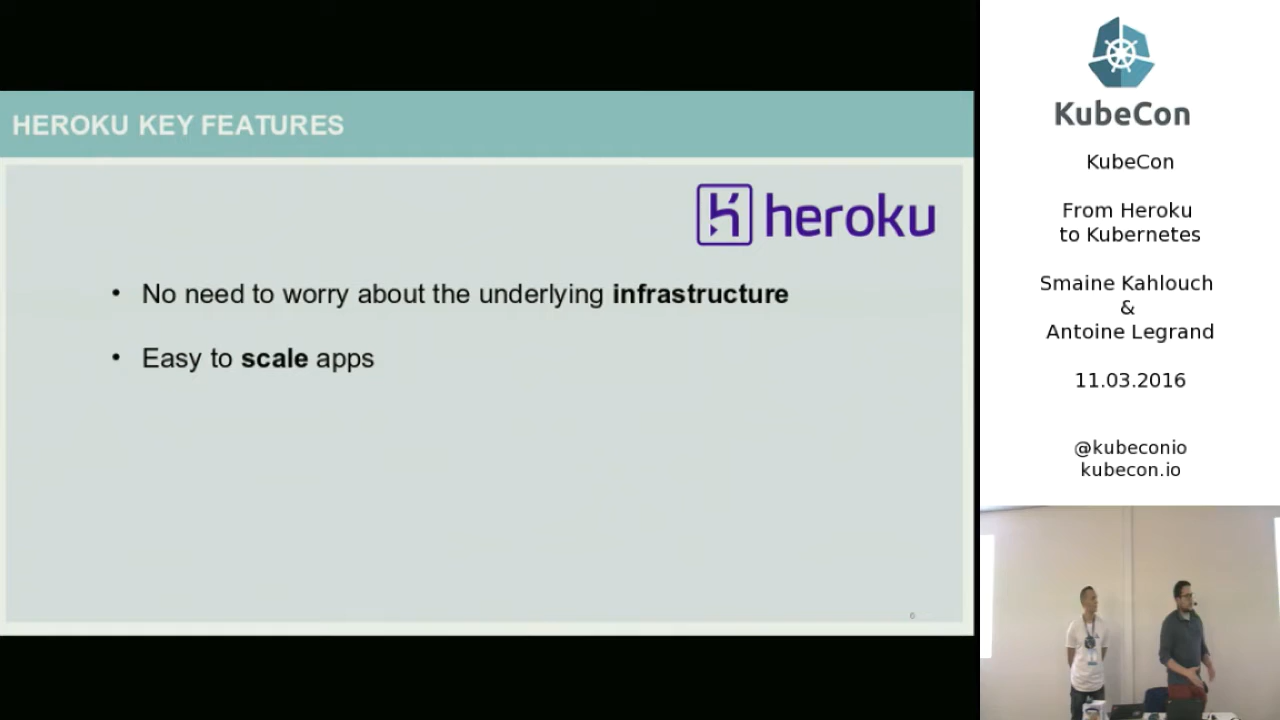 HEROKU KEY FEATURES
heroku
• No need to worry about the underlying infrastructure
• Easy to scale apps
6
KubeCon
KubeCon
From Heroku
to Kubernetes
Smaine Kahlouch
&
Antoine Legrand
11.03.2016
@kubeconio
kubecon.io